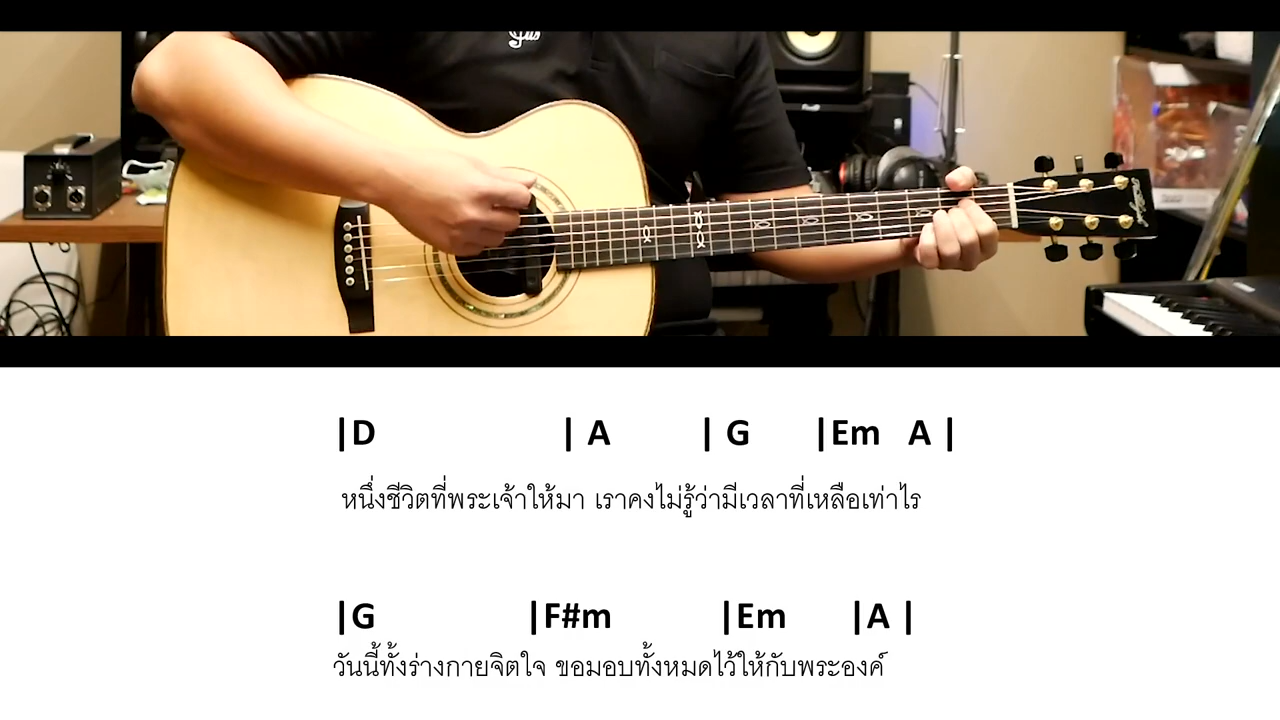 |D | A | G |Em A |
หนึ่งชีวิตที่พระเจ้าให้มา เราคงไม่รู้ว่ามีเวลาที่เหลือเท่าไร
|G |F#m |Em |A |
วันนี้ทั้งร่างกายจิตใจ ขอมอบทั้งหมดไว้ให้กับพระองค์